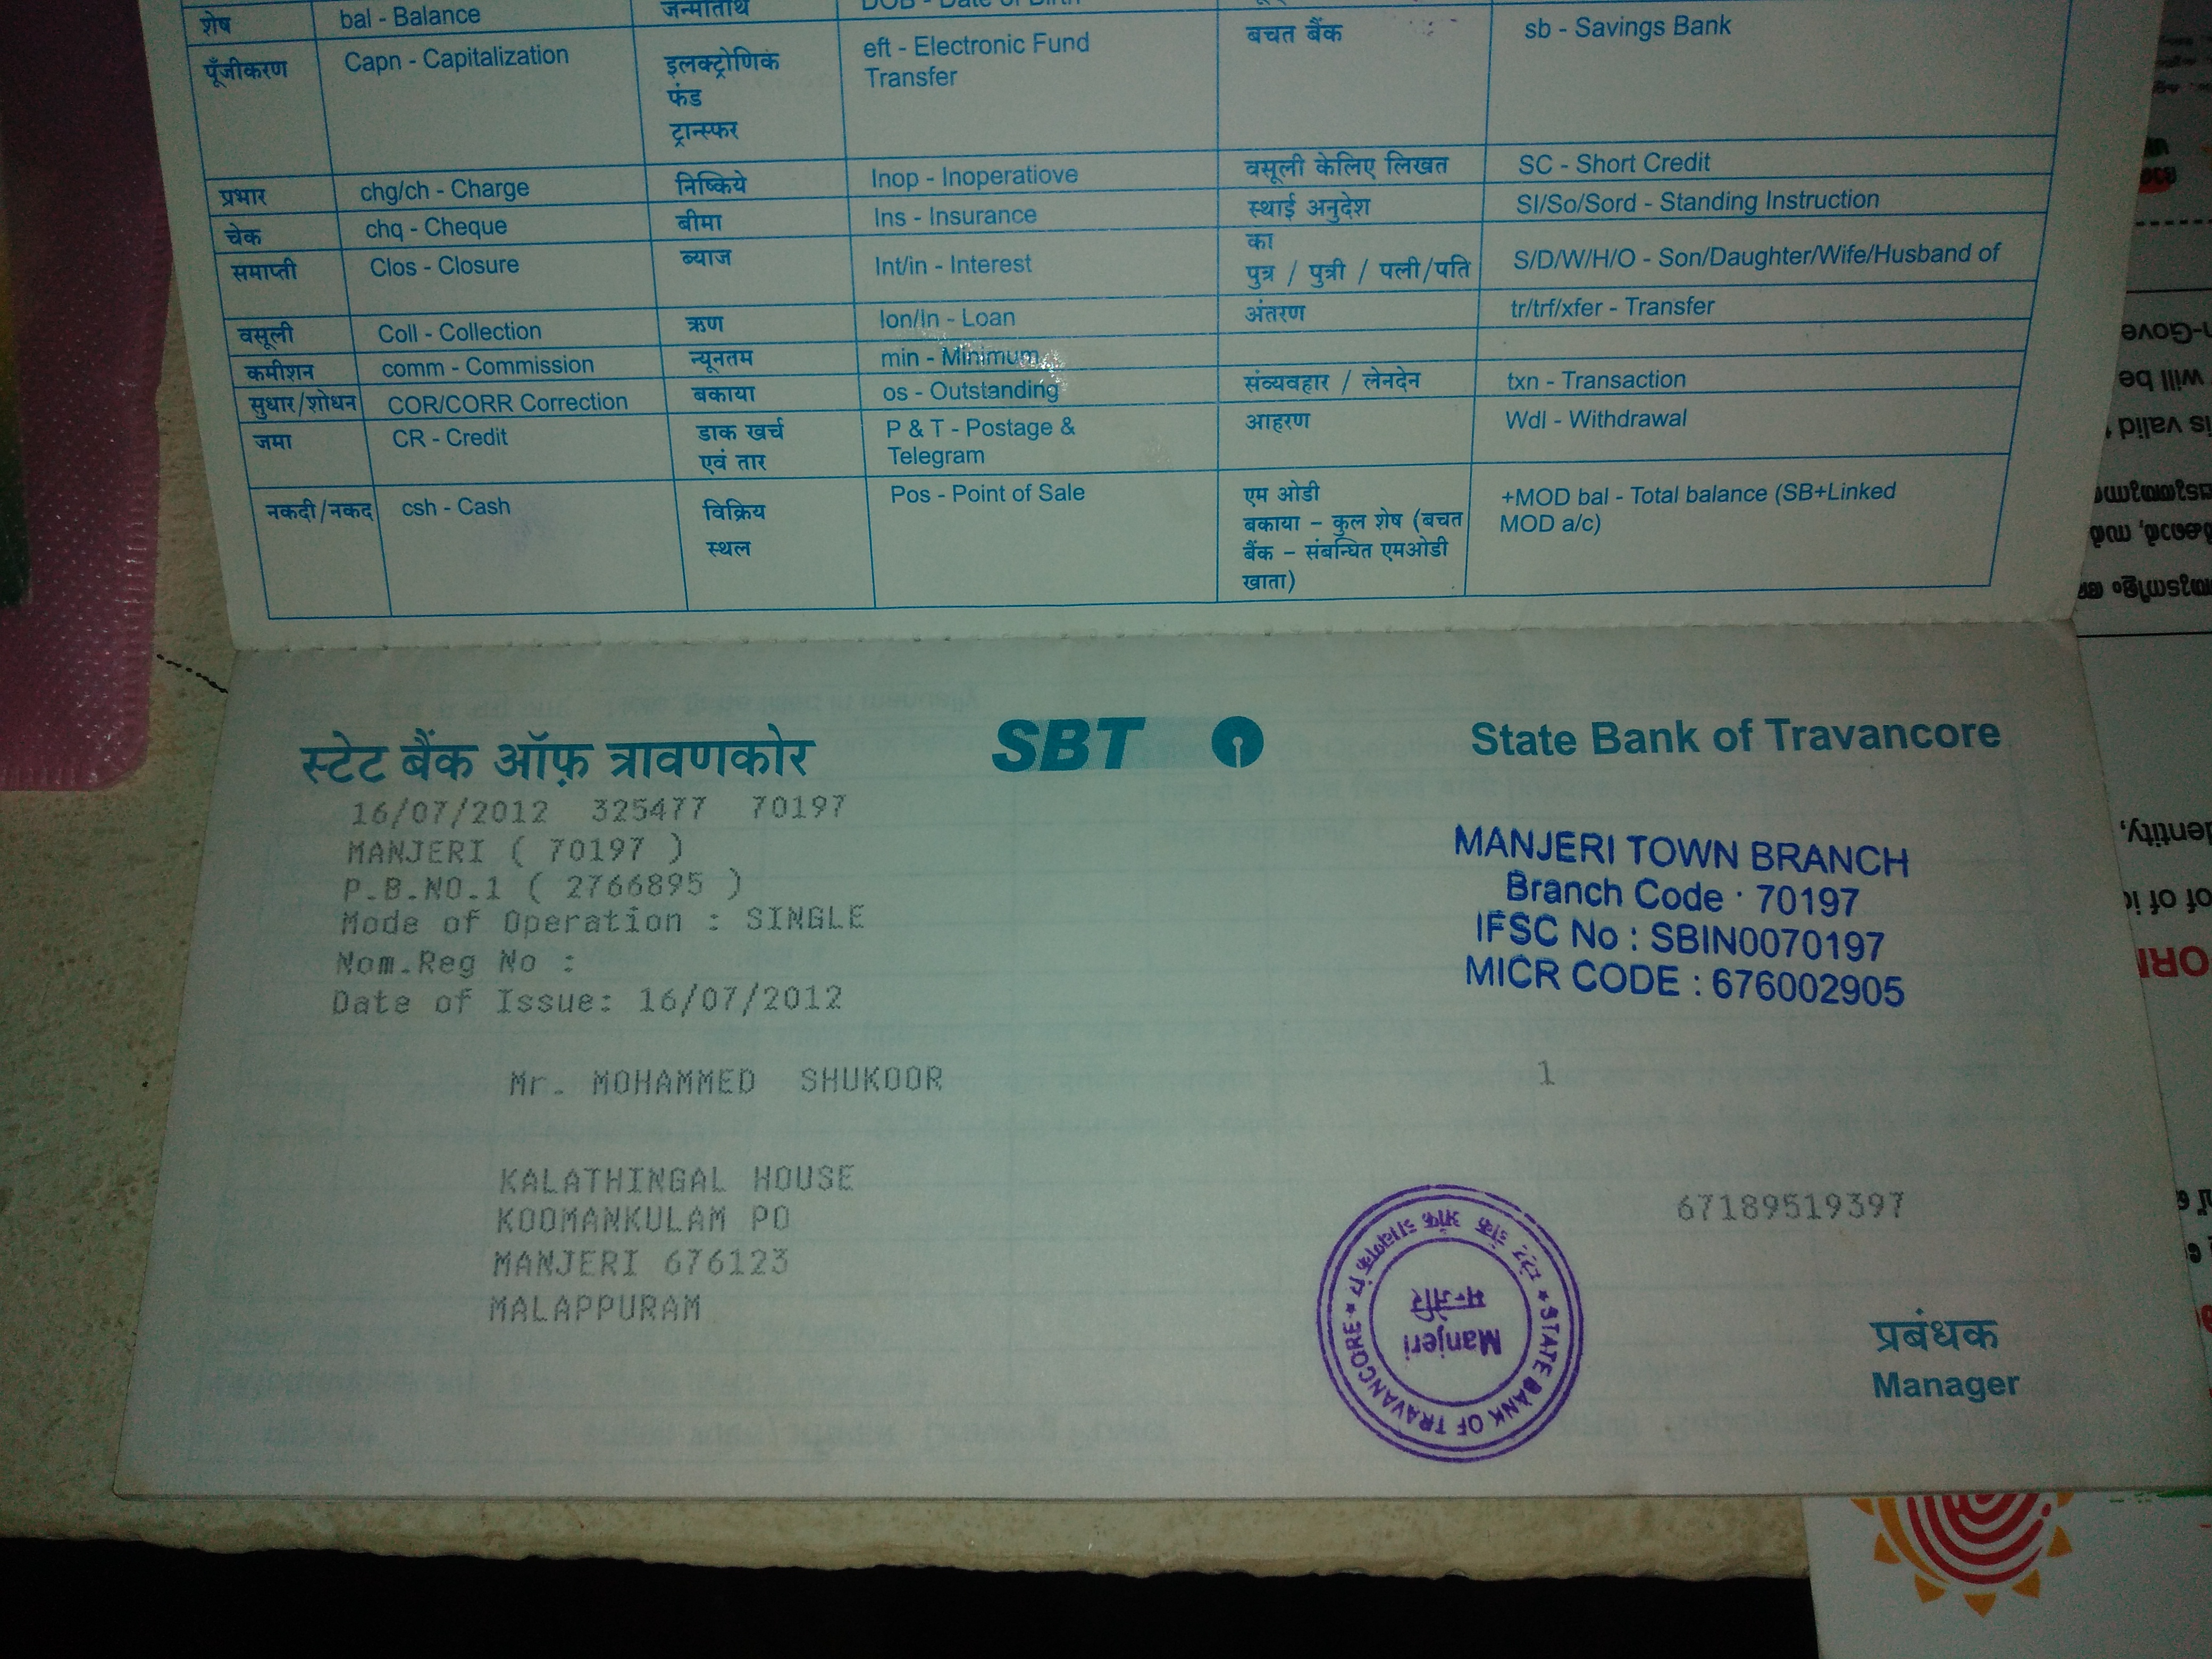 शेष bal - Balance जन्मतिथि DOB - Date of Birth
पूँजीकरण Capn - Capitalization इलक्ट्रोणिक फंड ट्रान्स्फर eft - Electronic Fund Transfer बचत बैंक sb - Savings Bank
प्रभार chg/ch - Charge निष्किये Inop - Inoperatiove वसूली केलिए लिखत SC - Short Credit
चेक chq - Cheque बीमा Ins - Insurance स्थाई अनुदेश SI/So/Sord - Standing Instruction
समाप्ती Clos - Closure ब्याज Int/in - Interest का पुत्र / पुत्री / पत्नी/पति S/D/W/H/O - Son/Daughter/Wife/Husband of
वसूली Coll - Collection ऋण lon/ln - Loan अंतरण tr/trf/xfer - Transfer
कमीशन comm - Commission न्यूनतम min - Minimum
सुधार/शोधन COR/CORR Correction बकाया os - Outstanding संव्यवहार / लेनदेन txn - Transaction
जमा CR - Credit डाक खर्च एवं तार P & T - Postage & Telegram आहरण Wdl - Withdrawal
नकदी/नकद csh - Cash विक्रिय स्थल Pos - Point of Sale एम ओडी बकाया – कुल शेष (बचत बैंक – संबन्धित एमओडी खाता) +MOD bal - Total balance (SB+Linked MOD a/c)
स्टेट बैंक ऑफ़ त्रावणकोर SBT State Bank of Travancore
16/07/2012 325477 70197
MANJERI ( 70197 )
P.B.NO.1 ( 2766895 )
Mode of Operation : SINGLE
Nom.Reg No :
Date of Issue: 16/07/2012
MANJERI TOWN BRANCH
Branch Code · 70197
IFSC No : SBIN0070197
MICR CODE : 676002905
Mr. MOHAMMED SHUKOOR 1
KALATHINGAL HOUSE
KOOMANKULAM PO
MANJERI 676123
MALAPPURAM
67189519397
STATE BANK OF TRAVANCORE
Manjeri
प्रबंधक
Manager
will be
is valid
identity,